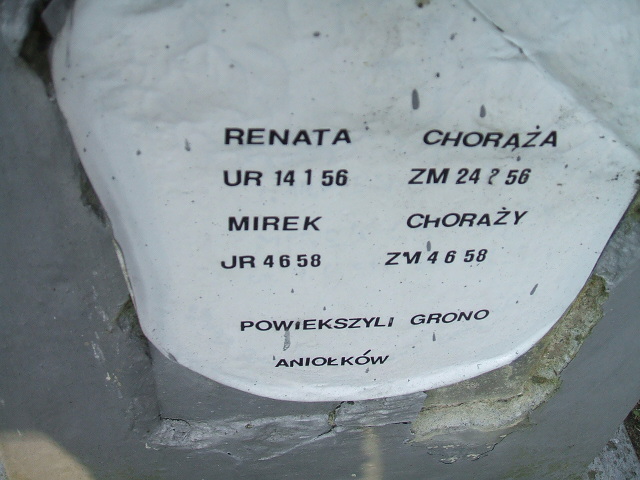 RENATA CHORĄŻA
UR 14 1 56 ZM 24 2 56
MIREK CHORAŻY
UR 4 6 58 ZM 4 6 58
POWIEKSZYLI GRONO
ANIOŁKÓW